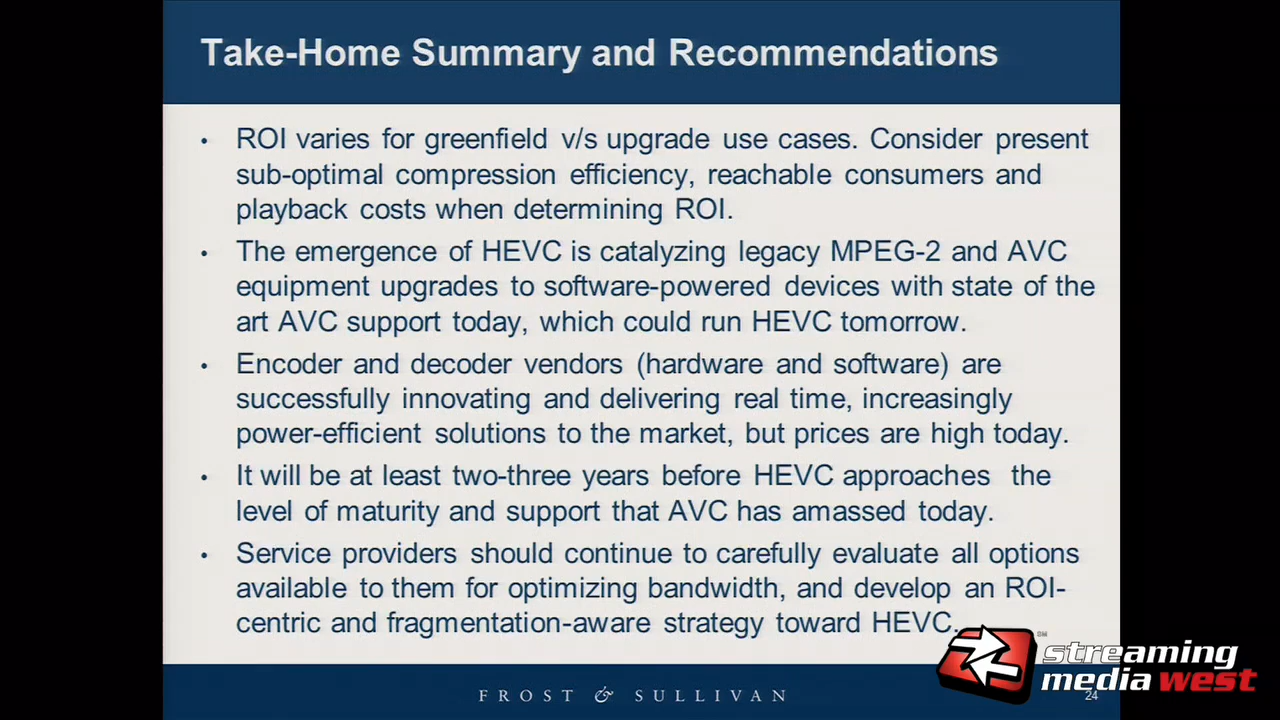 Take-Home Summary and Recommendations
• ROI varies for greenfield v/s upgrade use cases. Consider present
sub-optimal compression efficiency, reachable consumers and
playback costs when determining ROI.
• The emergence of HEVC is catalyzing legacy MPEG-2 and AVC
equipment upgrades to software-powered devices with state of the
art AVC support today, which could run HEVC tomorrow.
• Encoder and decoder vendors (hardware and software) are
successfully innovating and delivering real time, increasingly
power-efficient solutions to the market, but prices are high today.
• It will be at least two-three years before HEVC approaches the
level of maturity and support that AVC has amassed today.
• Service providers should continue to carefully evaluate all options
available to them for optimizing bandwidth, and develop an ROI-
centric and fragmentation-aware strategy toward HEVC.
FROST & SULLIVAN
24
SM
streaming
media west